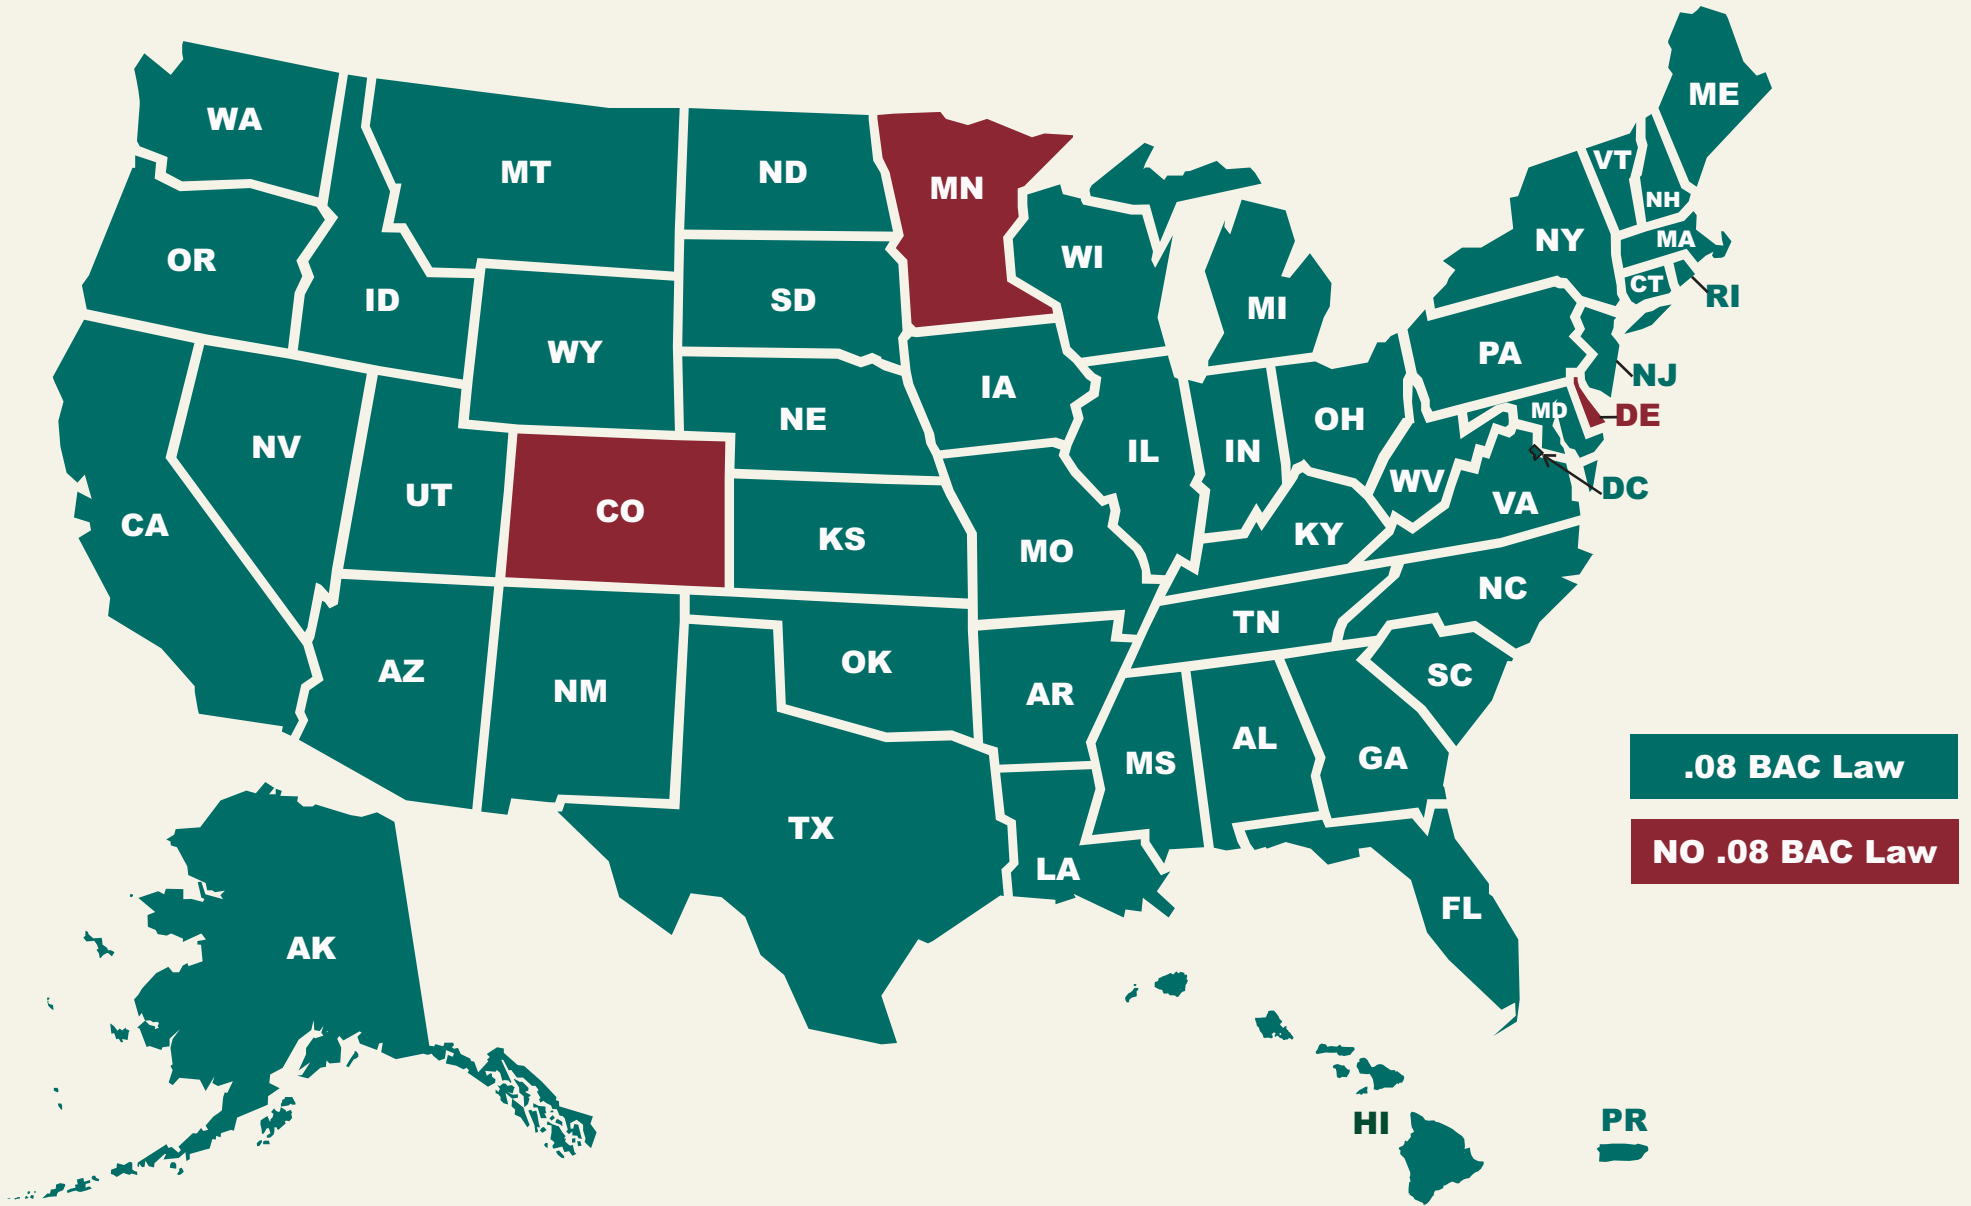 ME
WA
VT
MT
ND
MN
NH
NY
MA
OR
WI
CT
ID
SD
RI
MI
WY
PA
NJ
IA
MD
DE
NE
OH
NV
IL
IN
WV
DC
UT
VA
CO
CA
KS
KY
MO
NC
TN
OK
AZ
SC
NM
AR
AL
GA
MS
.08 BAC Law
TX
NO .08 BAC Law
LA
FL
AK
HI
PR